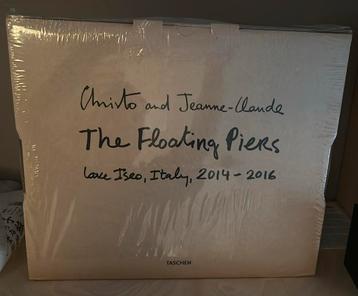 Christo and Jeanne-Claude
The Floating Piers
Lake Iseo, Italy, 2014-2016
TASCHEN